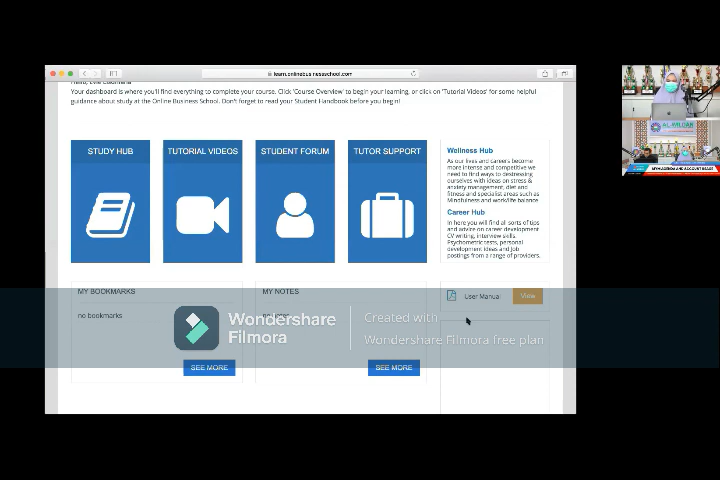 learn.onlinebusinessschool.com
Your dashboard is where you'll find everything to complete your course. Click 'Course Overview' to begin your learning, or click on 'Tutorial Videos' for some helpful
guidance about study at the Online Business School. Don't forget to read your Student Handbook before you begin!
STUDY HUB
TUTORIAL VIDEOS
STUDENT FORUM
TUTOR SUPPORT
Wellness Hub
As our lives and careers become
more intense and competitive we
need to find ways to destressing
ourselves with ideas on stress &
anxiety management, diet and
fitness and specialist areas such as
Mindfulness and work/life balance
Career Hub
In here you will find all sorts of tips
and advice on career development
CV writing, interview skills,
Psychometric tests, personal
development ideas and Job
postings from a range of providers.
MY BOOKMARKS
no bookmarks
SEE MORE
MY NOTES
SEE MORE
User Manual
View
Wondershare
Filmora
Created with
Wondershare Filmora free plan